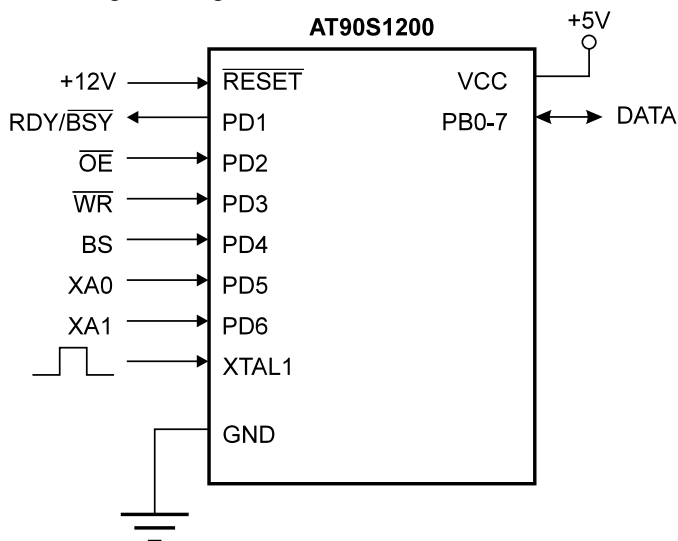 AT90S1200
+5V
+12V RESET VCC
RDY/BSY PD1 PB0-7 DATA
OE PD2
WR PD3
BS PD4
XA0 PD5
XA1 PD6
XTAL1
GND